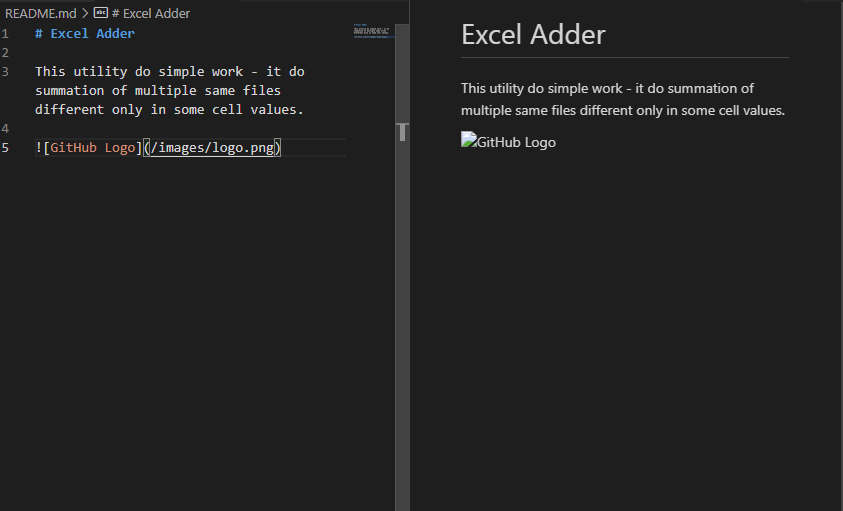 README.md > abc # Excel Adder
1 # Excel Adder
2
3 This utility do simple work - it do
summation of multiple same files
different only in some cell values.
4
5 ![GitHub Logo](/images/logo.png)
Excel Adder
This utility do simple work - it do summation of
multiple same files different only in some cell values.
GitHub Logo